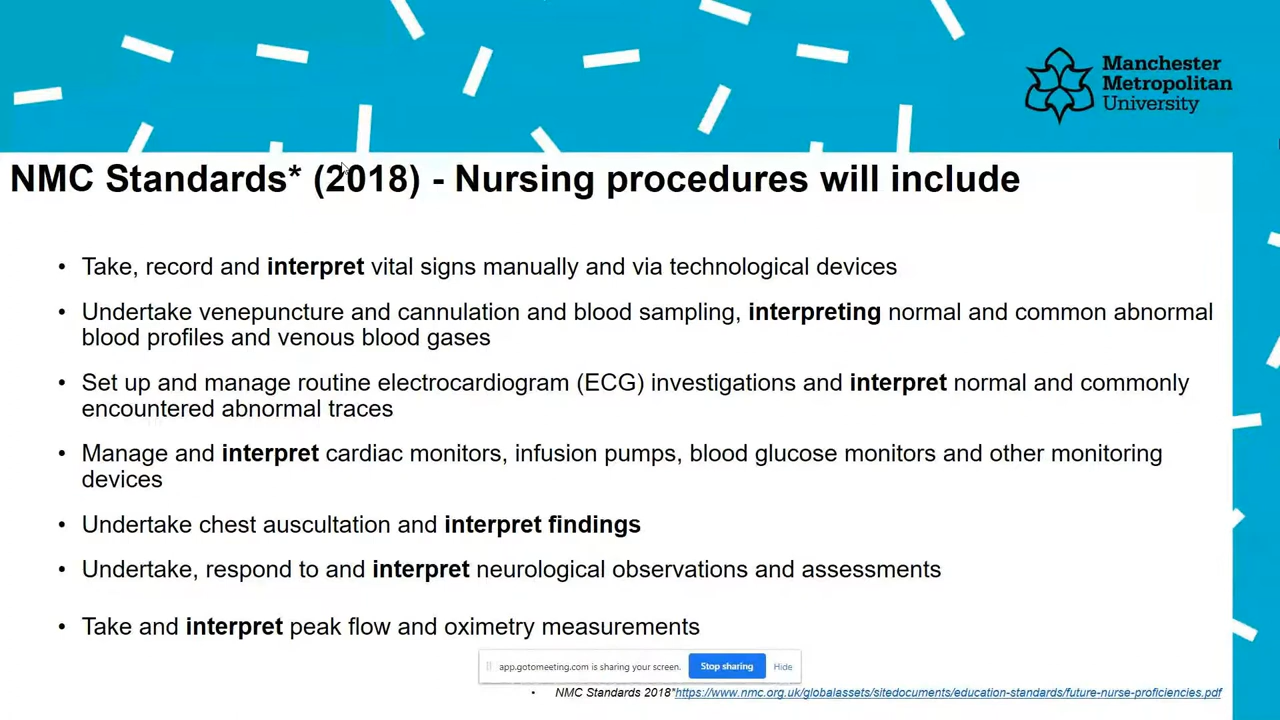 Manchester
Metropolitan
University
NMC Standards* (2018) - Nursing procedures will include
• Take, record and interpret vital signs manually and via technological devices
• Undertake venepuncture and cannulation and blood sampling, interpreting normal and common abnormal
blood profiles and venous blood gases
• Set up and manage routine electrocardiogram (ECG) investigations and interpret normal and commonly
encountered abnormal traces
• Manage and interpret cardiac monitors, infusion pumps, blood glucose monitors and other monitoring
devices
• Undertake chest auscultation and interpret findings
• Undertake, respond to and interpret neurological observations and assessments
• Take and interpret peak flow and oximetry measurements
app.gotomeeting.com is sharing your screen. Stop sharing Hide
• NMC Standards 2018*https://www.nmc.org.uk/globalassets/sitedocuments/education-standards/future-nurse-proficiencies.pdf